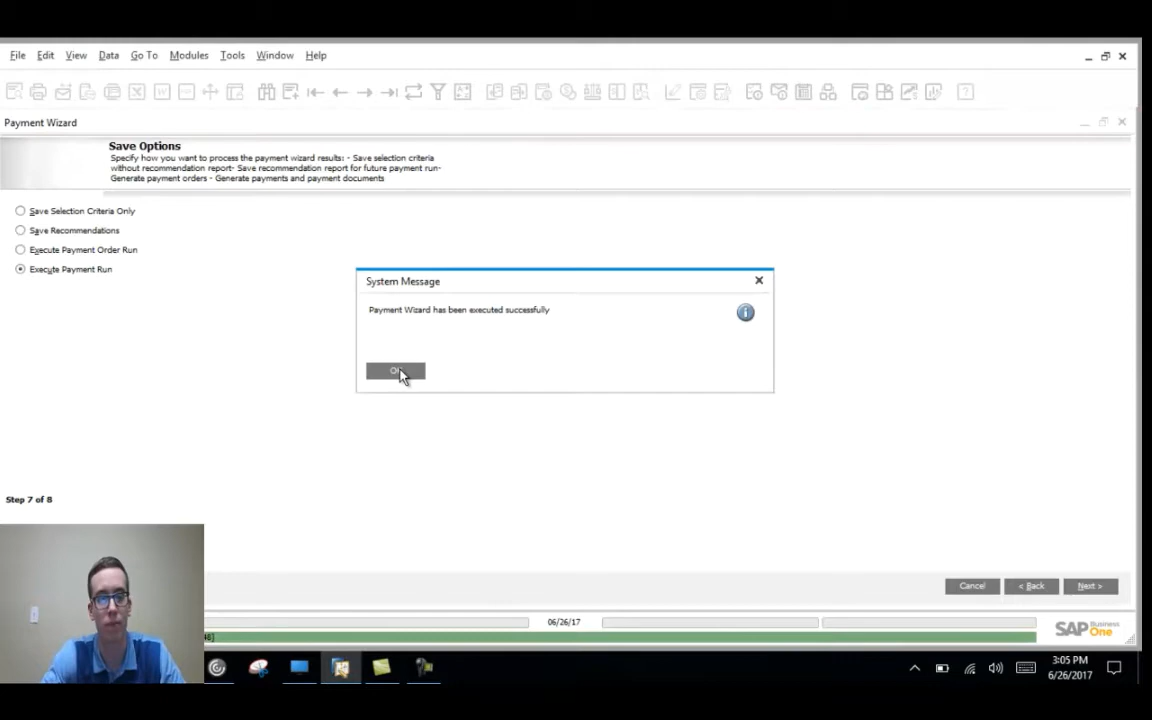 File Edit View Data Go To Modules Tools Window Help
Payment Wizard
Save Options
Specify how you want to process the payment wizard results: - Save selection criteria
without recommendation report- Save recommendation report for future payment run-
Generate payment orders - Generate payments and payment documents
Save Selection Criteria Only
Save Recommendations
Execute Payment Order Run
Execute Payment Run
System Message
Payment Wizard has been executed successfully
Step 7 of 8
Cancel < Back Next >
06/26/17
SAP Business One
3:05 PM
6/26/2017